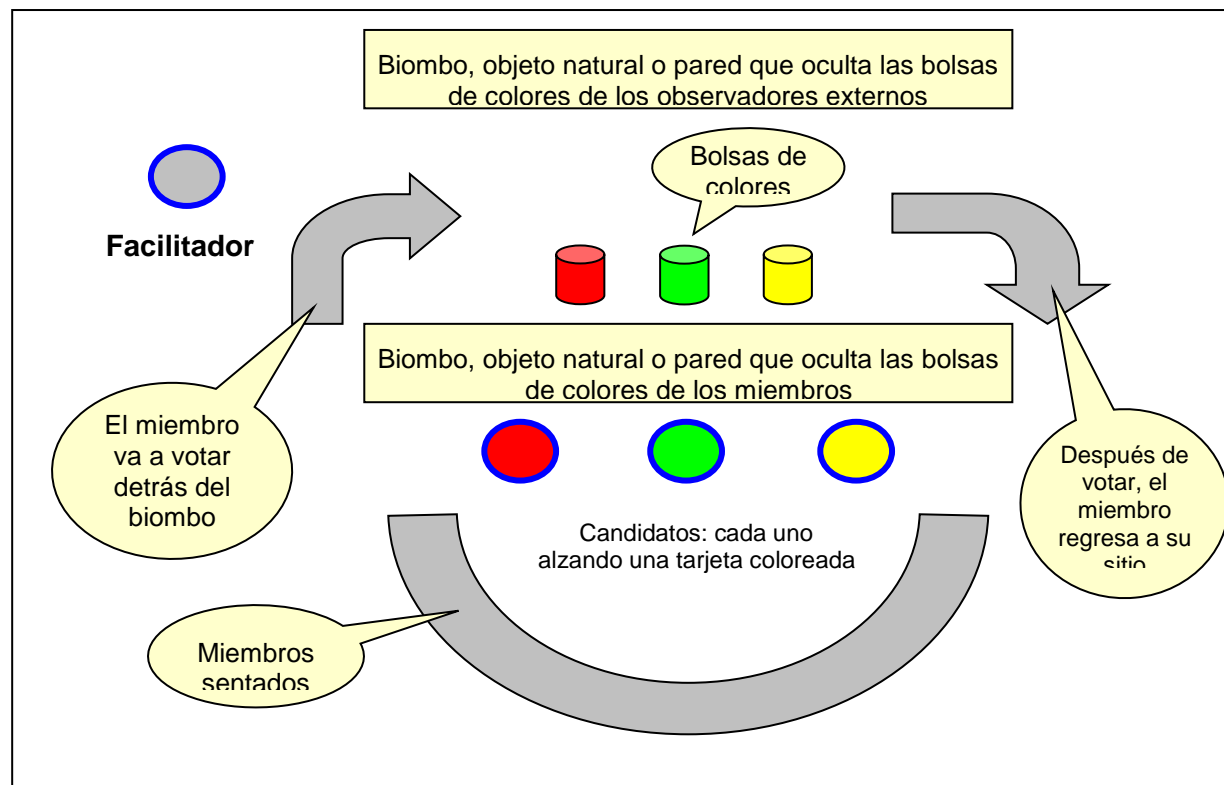 Biombo, objeto natural o pared que oculta las bolsas
de colores de los observadores externos
Bolsas de
colores
Facilitador
Biombo, objeto natural o pared que oculta las bolsas
de colores de los miembros
El miembro
va a votar
detrás del
biombo
Después de
votar, el
miembro
regresa a su
sitio
Candidatos: cada uno
alzando una tarjeta coloreada
Miembros
sentados